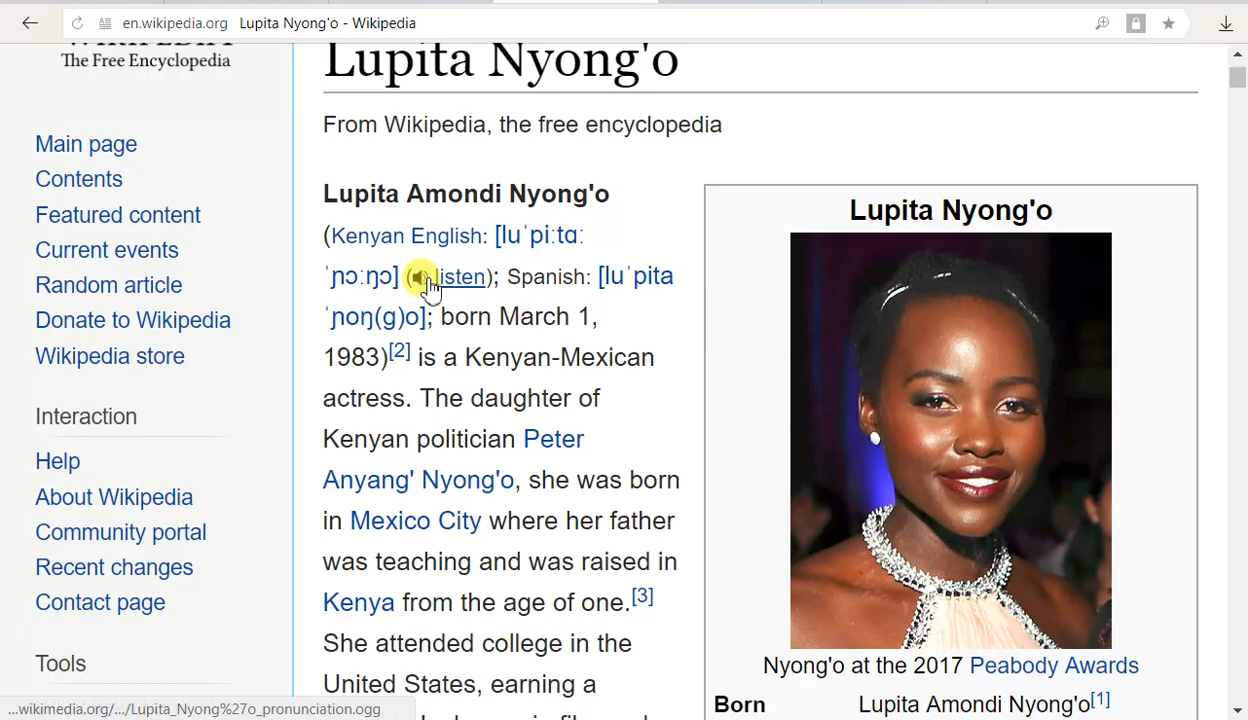 en.wikipedia.org Lupita Nyong'o - Wikipedia
The Free Encyclopedia
Main page
Contents
Featured content
Current events
Random article
Donate to Wikipedia
Wikipedia store
Interaction
Help
About Wikipedia
Community portal
Recent changes
Contact page
Tools
Lupita Nyong'o
From Wikipedia, the free encyclopedia
Lupita Amondi Nyong'o
(Kenyan English: [luˈpiːtɑː
ˈɲɔːŋɔ] (listen); Spanish: [luˈpita
ˈɲoŋ(ɡ)o]; born March 1,
1983)[2] is a Kenyan-Mexican
actress. The daughter of
Kenyan politician Peter
Anyang' Nyong'o, she was born
in Mexico City where her father
was teaching and was raised in
Kenya from the age of one.[3]
She attended college in the
United States, earning a
Lupita Nyong'o
Nyong'o at the 2017 Peabody Awards
Born Lupita Amondi Nyong'o[1]
...wikimedia.org/.../Lupita_Nyong%27o_pronunciation.ogg